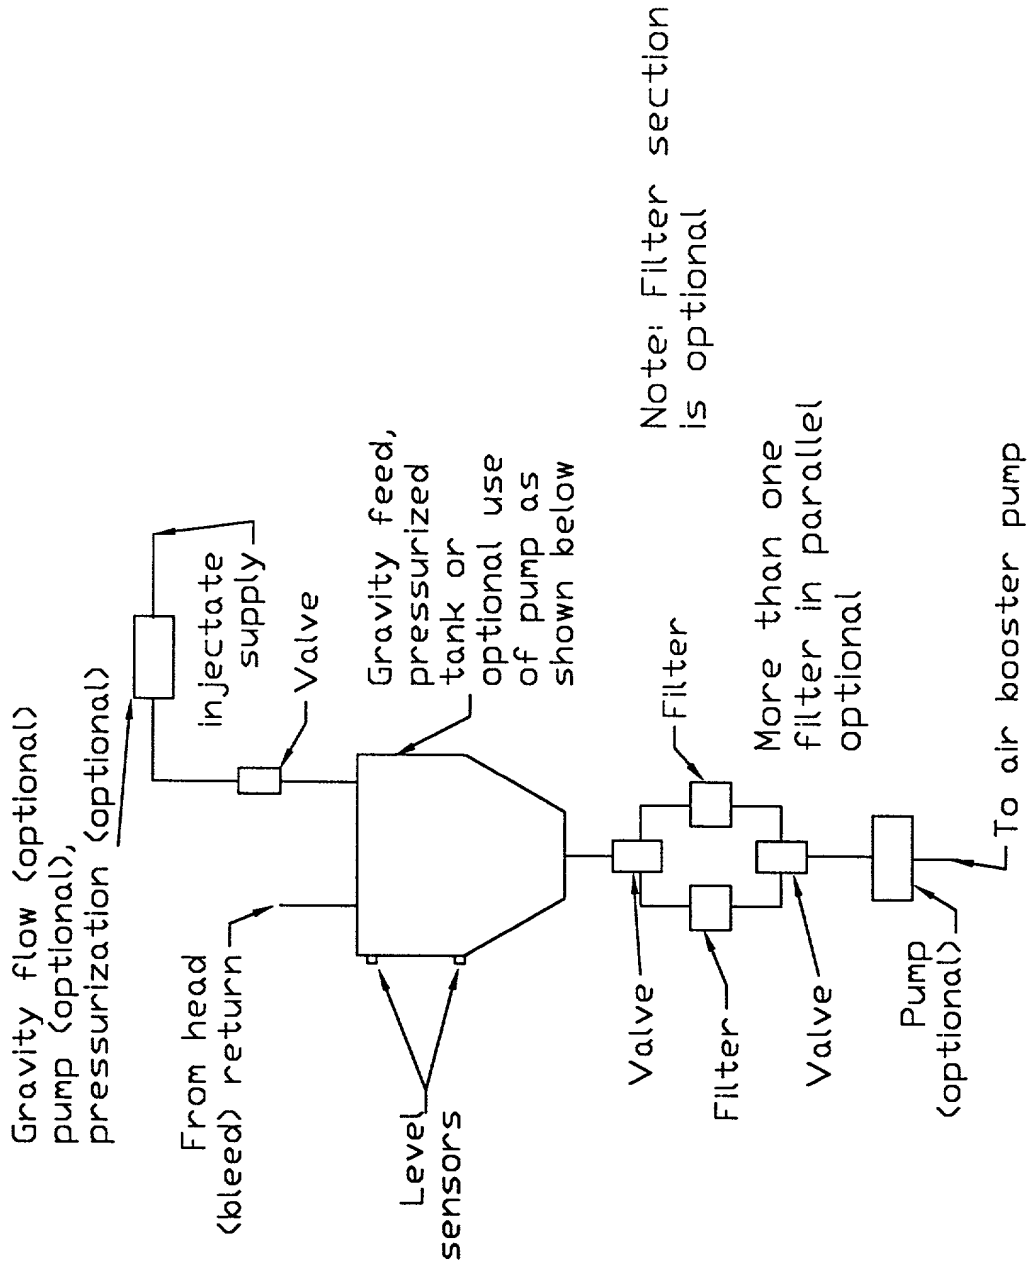 Gravity flow (optional)
pump (optional),
pressurization (optional)
injectate
supply
Valve
From head
(bleed) return
Gravity feed,
pressurized
tank or
optional use
of pump as
shown below
Level
sensors
Note: Filter section
is optional
Valve
Filter
Filter
More than one
filter in parallel
optional
Valve
Pump
(optional)
To air booster pump